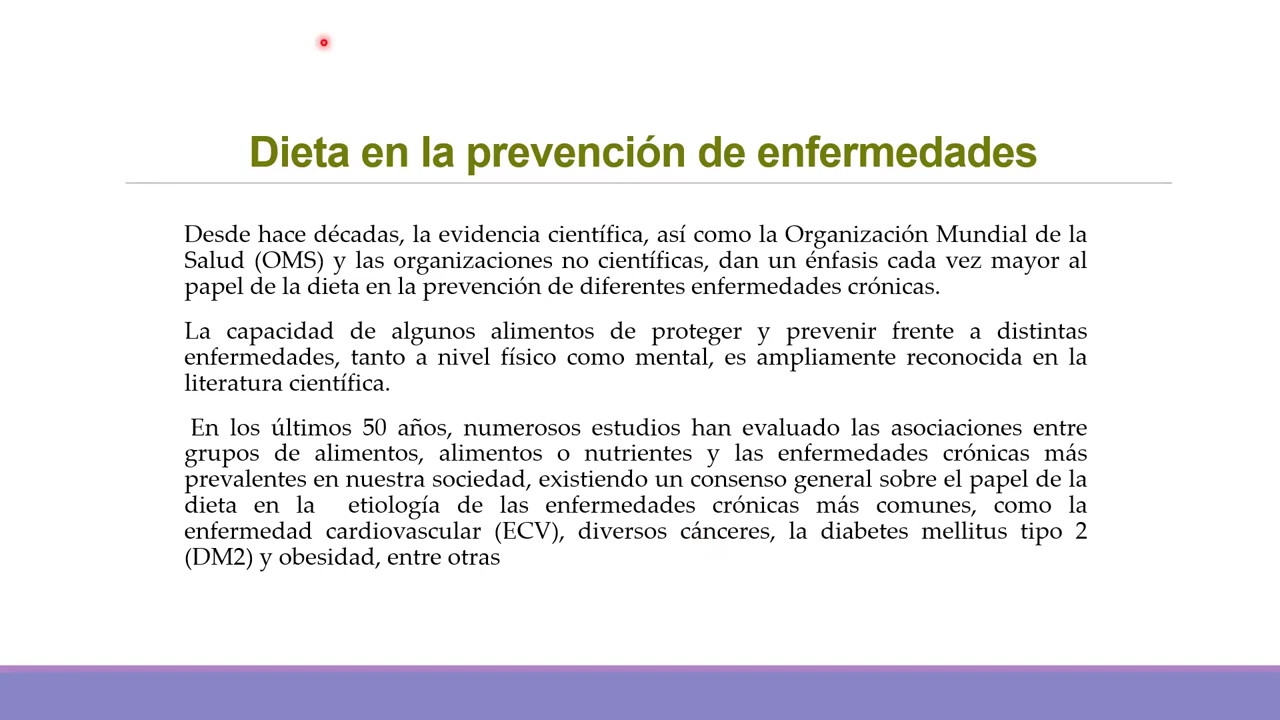 Dieta en la prevención de enfermedades
Desde hace décadas, la evidencia científica, así como la Organización Mundial de la
Salud (OMS) y las organizaciones no científicas, dan un énfasis cada vez mayor al
papel de la dieta en la prevención de diferentes enfermedades crónicas.
La capacidad de algunos alimentos de proteger y prevenir frente a distintas
enfermedades, tanto a nivel físico como mental, es ampliamente reconocida en la
literatura científica.
En los últimos 50 años, numerosos estudios han evaluado las asociaciones entre
grupos de alimentos, alimentos o nutrientes y las enfermedades crónicas más
prevalentes en nuestra sociedad, existiendo un consenso general sobre el papel de la
dieta en la etiología de las enfermedades crónicas más comunes, como la
enfermedad cardiovascular (ECV), diversos cánceres, la diabetes mellitus tipo 2
(DM2) y obesidad, entre otras